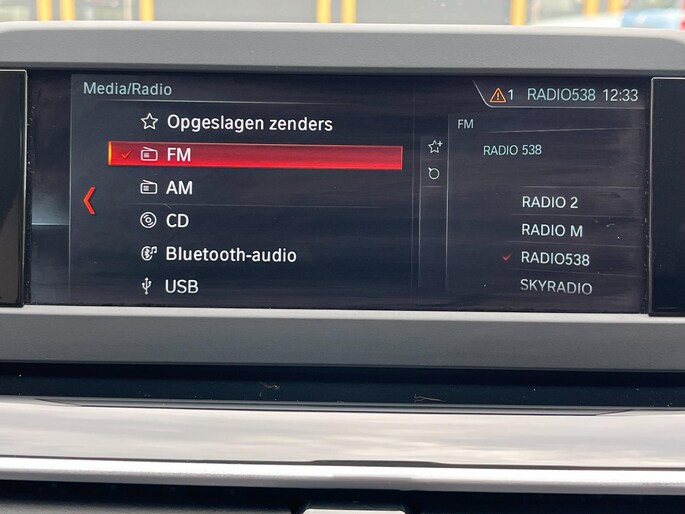 Media/Radio
1 RADIO538 12:33
Opgeslagen zenders
FM
AM
CD
Bluetooth-audio
USB
FM
RADIO 538
RADIO 2
RADIO M
RADIO538
SKYRADIO